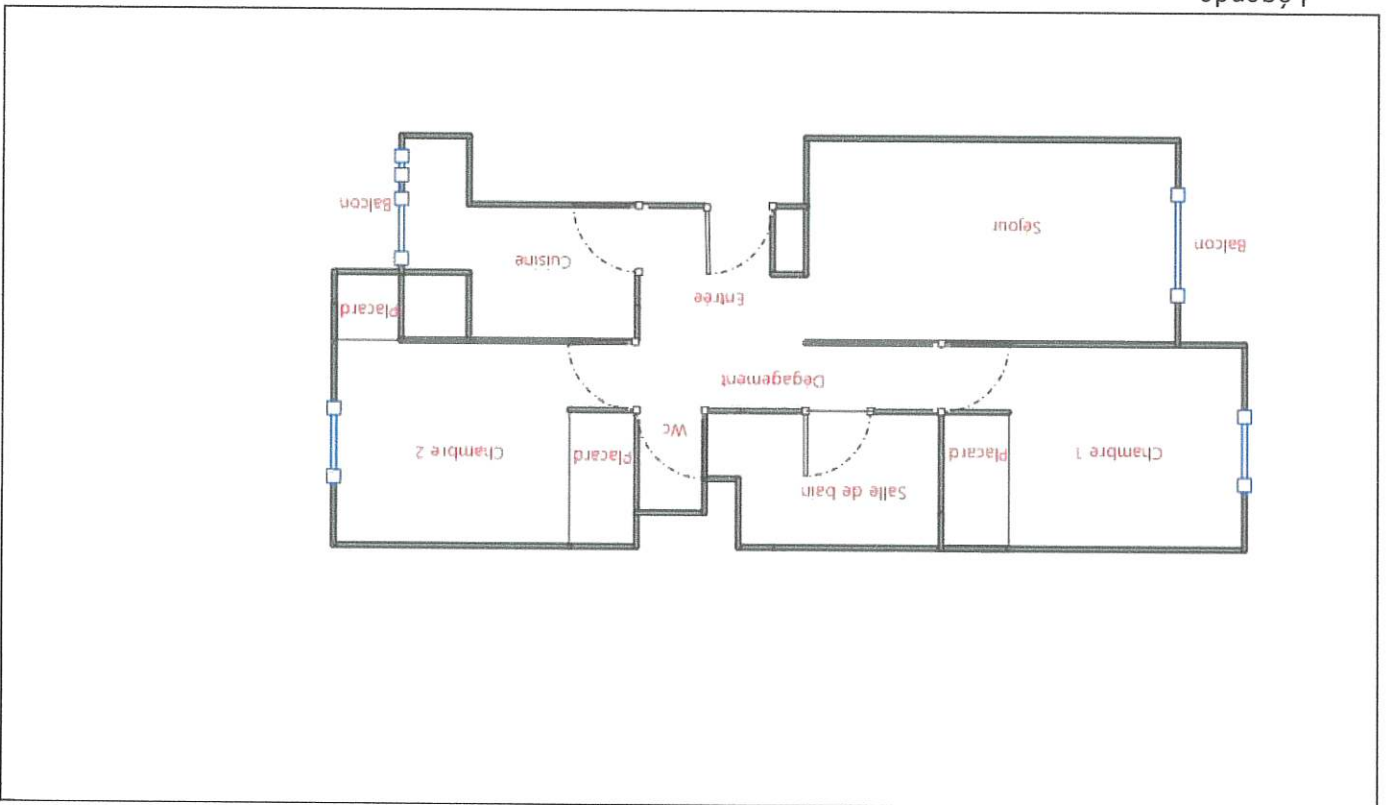 Salle de bain
Chambre 1
Placard
Placard
Chambre 2
Wc
Dégagement
Placard
Entrée
Cuisine
Balcon
Séjour
Balcon
Légende